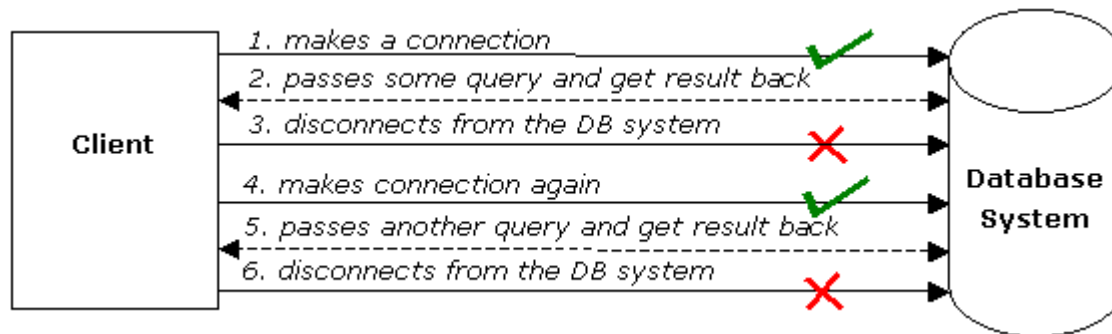 1. makes a connection
2. passes some query and get result back
3. disconnects from the DB system
Client
4. makes connection again
Database
System
5. passes another query and get result back
6. disconnects from the DB system